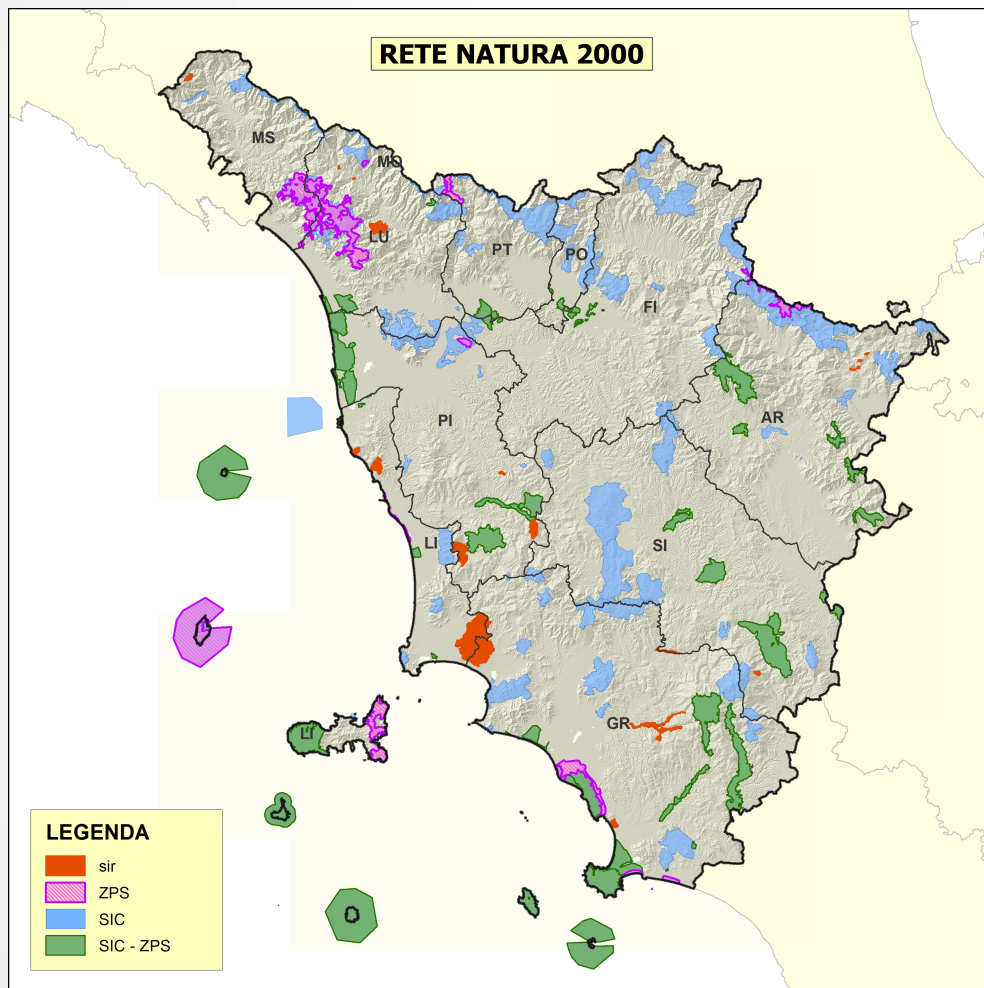 RETE NATURA 2000
MS
MO
LU
PT
PO
FI
PI
AR
LI
SI
GR
LI
LEGENDA
sir
ZPS
SIC
SIC - ZPS